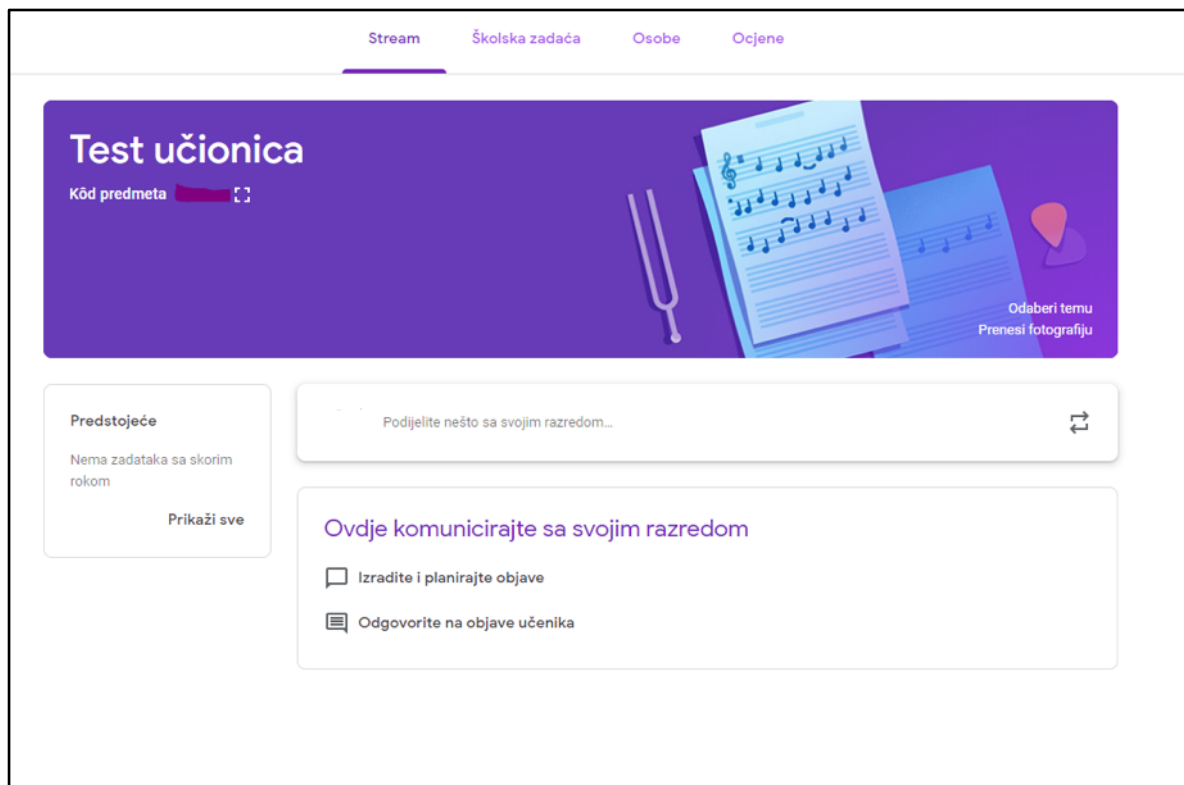 Stream Školska zadaća Osobe Ocjene
Test učionica
Kôd predmeta
Odaberi temu
Prenesi fotografiju
Predstojeće
Nema zadataka sa skorim
rokom
Prikaži sve
Podijelite nešto sa svojim razredom...
Ovdje komunicirajte sa svojim razredom
Izradite i planirajte objave
Odgovorite na objave učenika